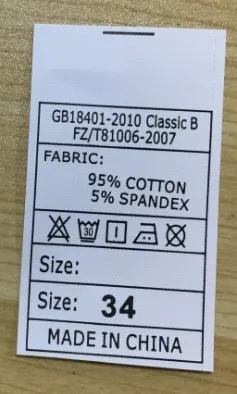 GB18401-2010 Classic B
FZ/T81006-2007
FABRIC:
95% COTTON
5% SPANDEX
30
Size:
Size: 34
MADE IN CHINA